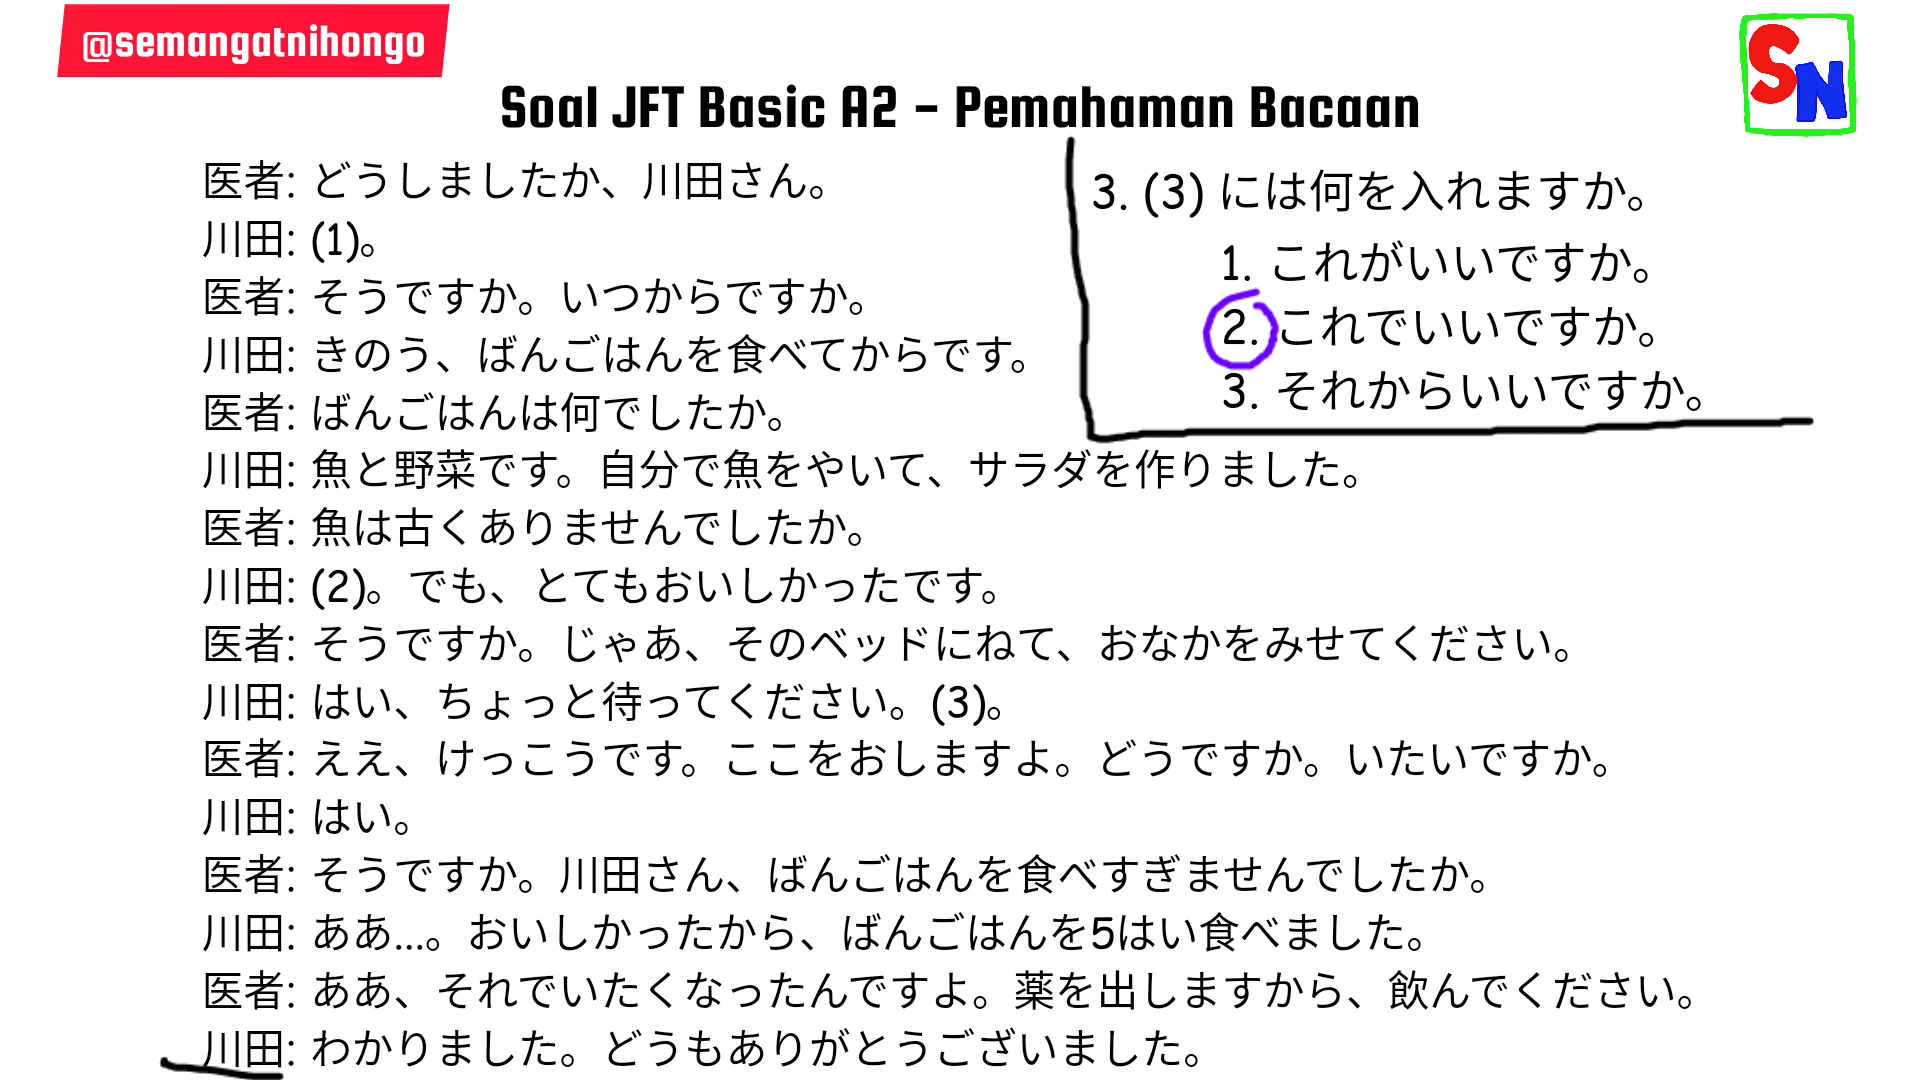 @semangatnihongo
SN
Soal JFT Basic A2 – Pemahaman Bacaan
医者: どうしましたか、川田さん。
川田: (1)。
医者: そうですか。いつからですか。
川田: きのう、ばんごはんを食べてからです。
医者: ばんごはんは何でしたか。
川田: 魚と野菜です。自分で魚をやいて、サラダを作りました。
医者: 魚は古くありませんでしたか。
川田: (2)。でも、とてもおいしかったです。
医者: そうですか。じゃあ、そのベッドにねて、おなかをみせてください。
川田: はい、ちょっと待ってください。(3)。
医者: ええ、けっこうです。ここをおしますよ。どうですか。いたいですか。
川田: はい。
医者: そうですか。川田さん、ばんごはんを食べすぎませんでしたか。
川田: ああ...。おいしかったから、ばんごはんを5はい食べました。
医者: ああ、それでいたくなったんですよ。薬を出しますから、飲んでください。
川田: わかりました。どうもありがとうございました。
3. (3) には何を入れますか。
1. これがいいですか。
2. これでいいですか。
3. それからいいですか。